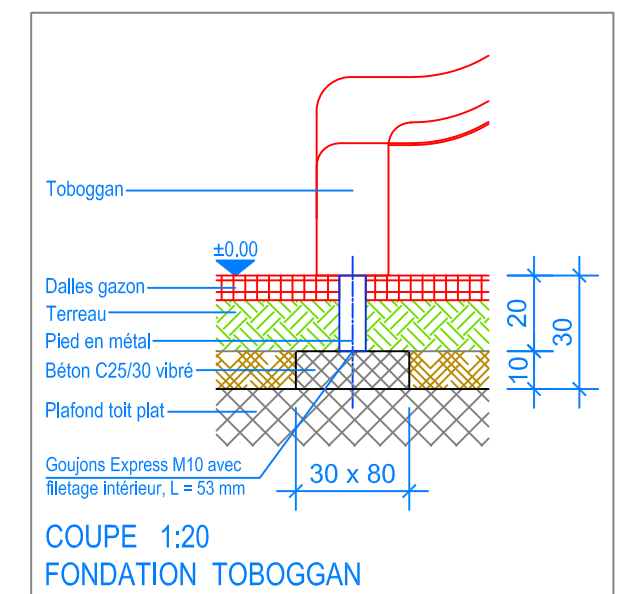 Toboggan
±0.00
Dalles gazon
Terreau
Pied en métal
Béton C25/30 vibré
Plafond toit plat
20
10
30
Goujons Express M10 avec
filetage intérieur, L = 53 mm
30 x 80
COUPE 1:20
FONDATION TOBOGGAN